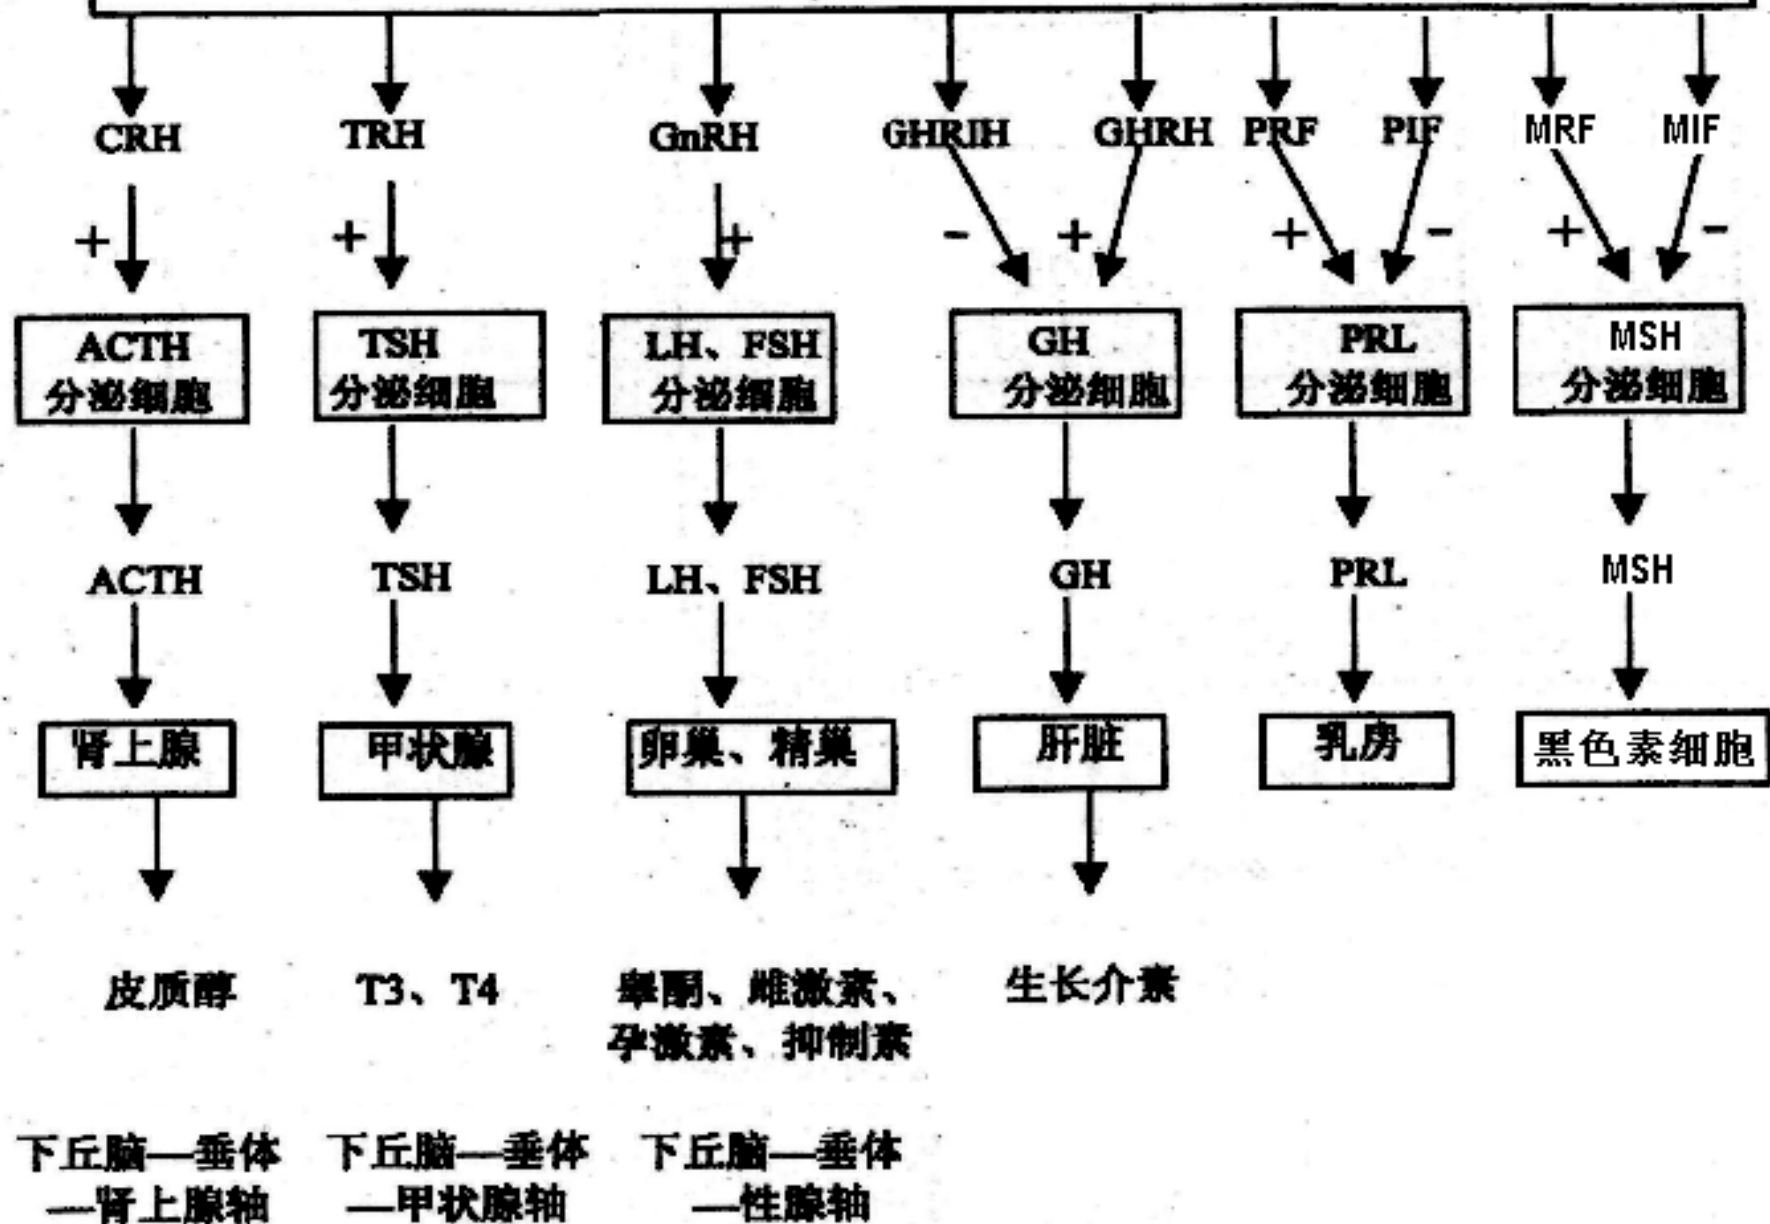 CRH TRH GnRH GHRIH GHRH PRF PIF MRF MIF
+ + + - + + - + -
ACTH TSH LH、FSH GH PRL MSH
分泌细胞 分泌细胞 分泌细胞 分泌细胞 分泌细胞 分泌细胞
ACTH TSH LH、FSH GH PRL MSH
肾上腺 甲状腺 卵巢、精巢 肝脏 乳房 黑色素细胞
皮质醇 T3、T4 睾酮、雌激素、 生长介素
孕激素、抑制素
下丘脑—垂体 下丘脑—垂体 下丘脑—垂体
—肾上腺轴 —甲状腺轴 —性腺轴